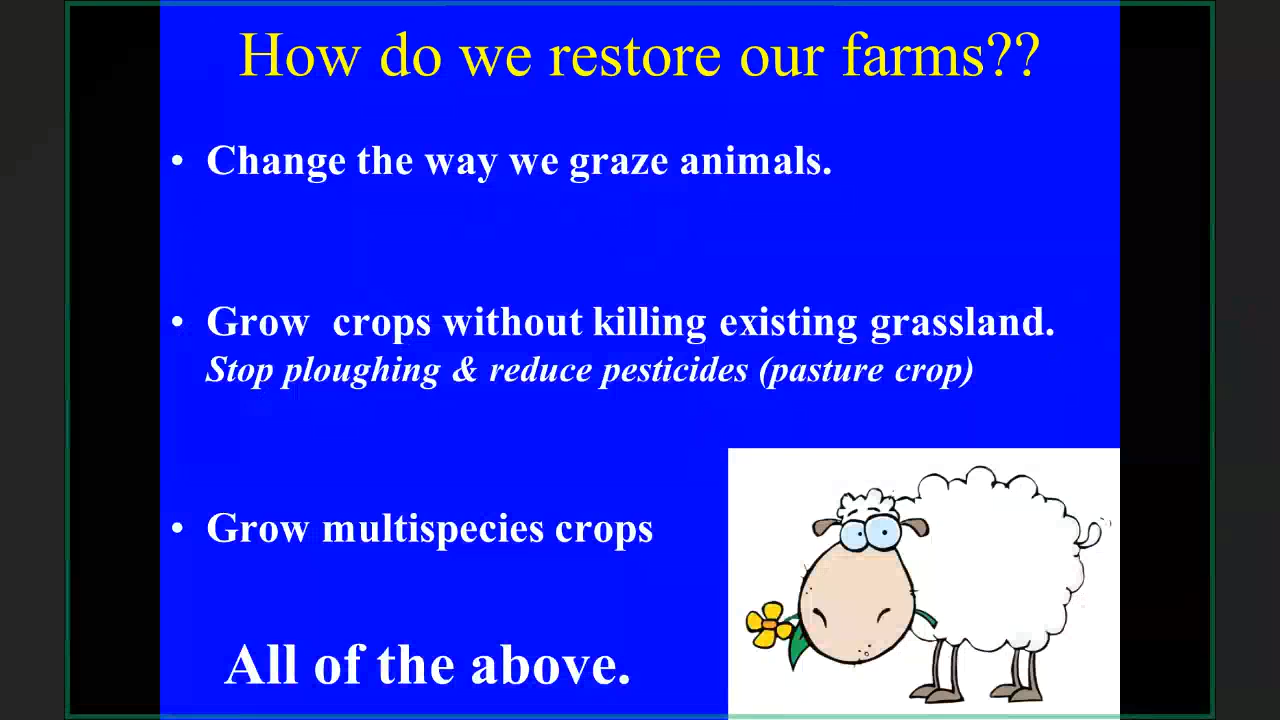 How do we restore our farms??
• Change the way we graze animals.
• Grow crops without killing existing grassland.
Stop ploughing & reduce pesticides (pasture crop)
• Grow multispecies crops
All of the above.